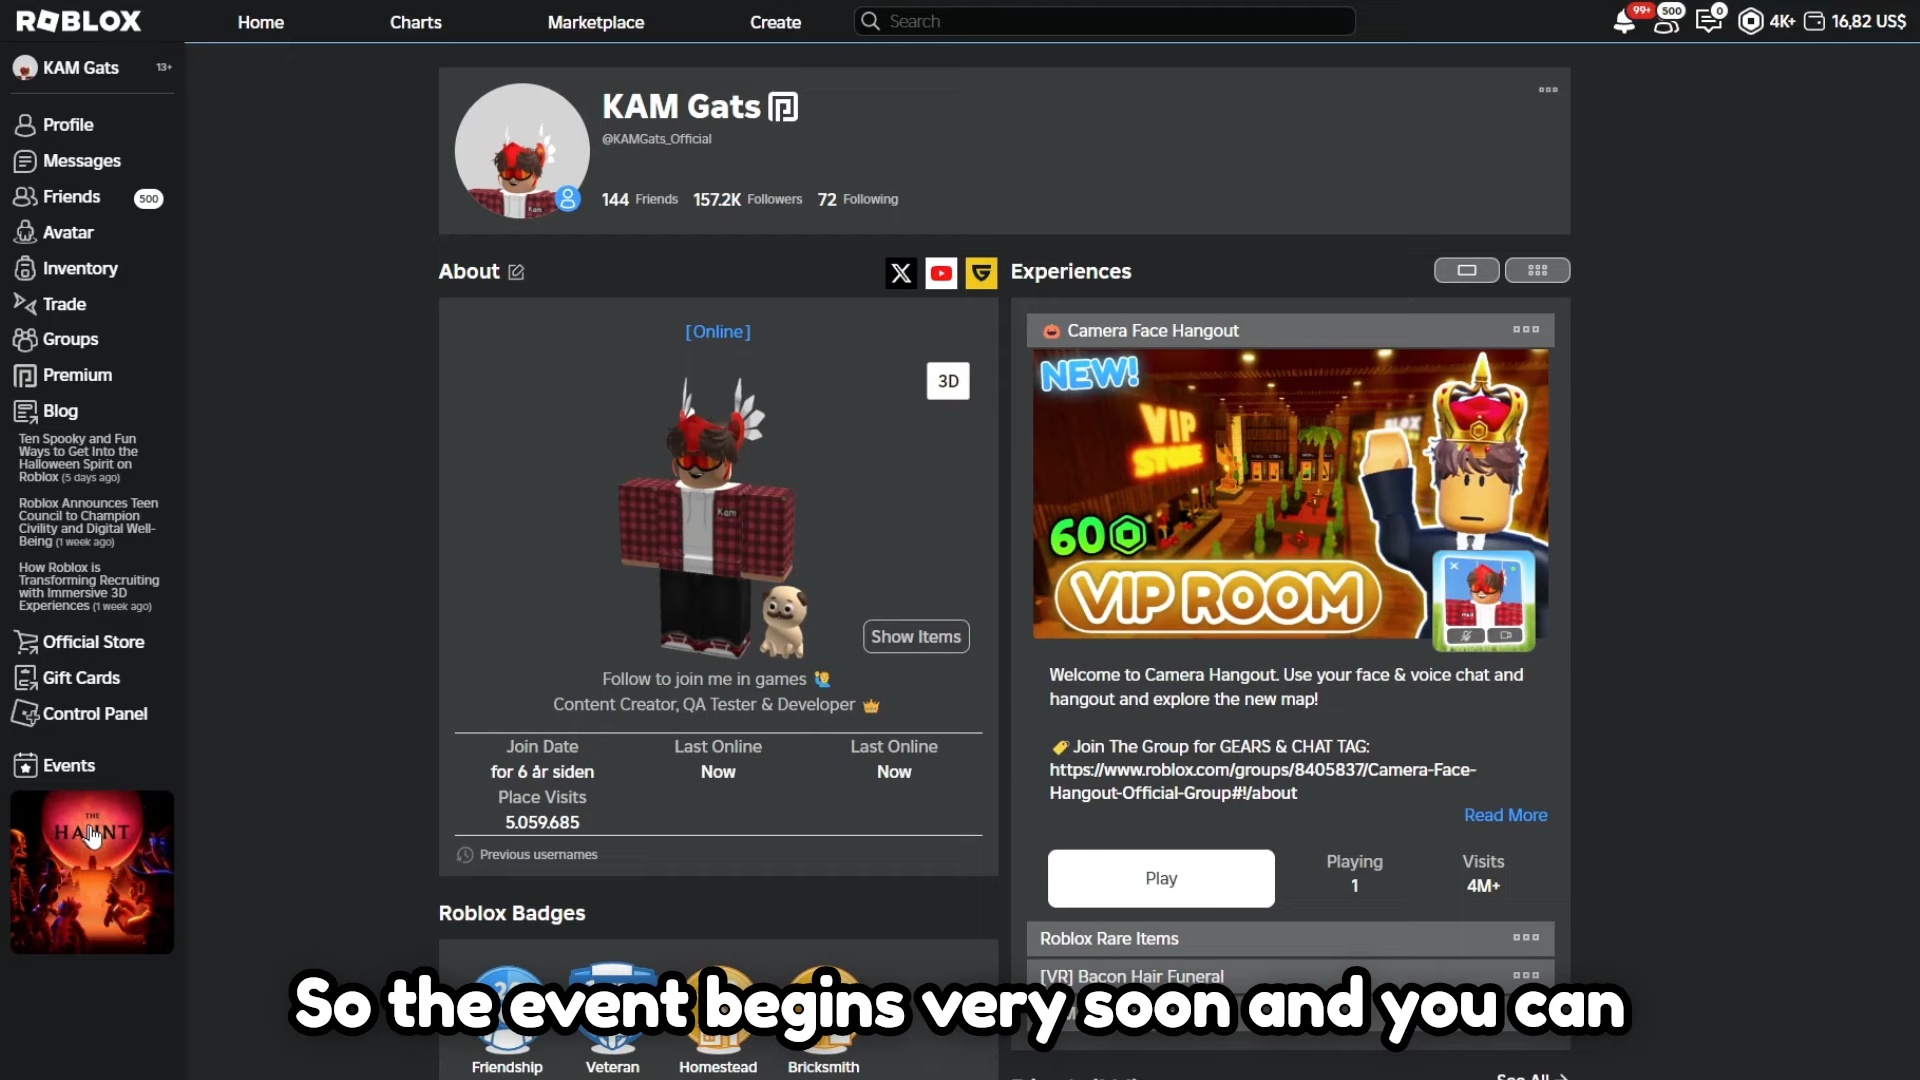 ROBLOX
Home
Charts
Marketplace
Create
Search
99+
500
0
4K+
16,82 US$
KAM Gats
13+
Profile
Messages
Friends
500
Avatar
Inventory
Trade
Groups
Premium
Blog
Ten Spooky and Fun
Ways to Get Into the
Halloween Spirit on
Roblox (5 days ago)
Roblox Announces Teen
Council to Champion
Civility and Digital Well-
Being (1 week ago)
How Roblox is
Transforming Recruiting
with Immersive 3D
Experiences (1 week ago)
Official Store
Gift Cards
Control Panel
Events
THE
HAUNT
KAM Gats
@KAMGats_Official
144 Friends 157.2K Followers 72 Following
About
[Online]
3D
Kam
Show Items
Follow to join me in games
Content Creator, QA Tester & Developer
Join Date
for 6 år siden
Last Online
Now
Last Online
Now
Place Visits
5.059.685
Previous usernames
Roblox Badges
Friendship
Veteran
Homestead
Bricksmith
Experiences
Camera Face Hangout
NEW!
VIP
STORE
60
VIP ROOM
Welcome to Camera Hangout. Use your face & voice chat and
hangout and explore the new map!
Join The Group for GEARS & CHAT TAG:
https://www.roblox.com/groups/8405837/Camera-Face-
Hangout-Official-Group#!/about
Read More
Play
Playing
1
Visits
4M+
Roblox Rare Items
[VR] Bacon Hair Funeral
See All
So the event begins very soon and you can